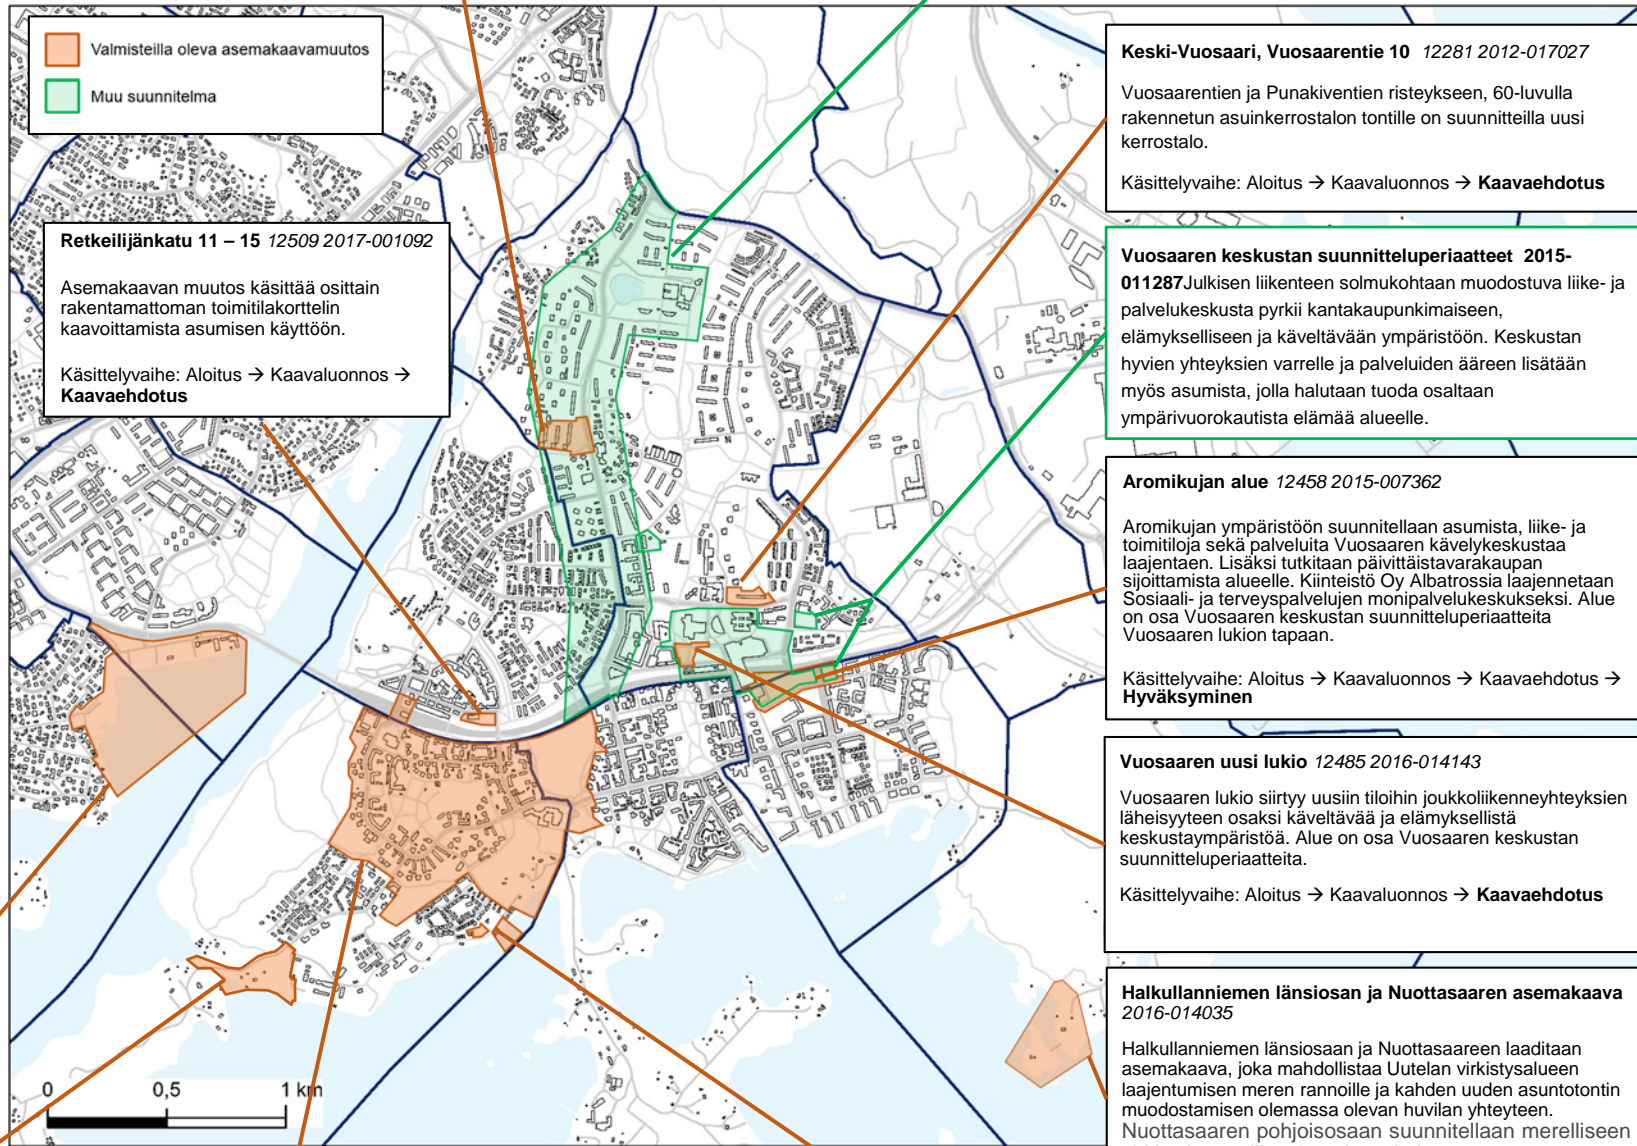 Valmisteilla oleva asemakaavamuutos
Muu suunnitelma
Retkeilijänkatu 11 – 15 12509 2017-001092
Asemakaavan muutos käsittää osittain
rakentamattoman toimitilakorttelin
kaavoittamista asumisen käyttöön.
Käsittelyvaihe: Aloitus → Kaavaluonnos →
Kaavaehdotus
Keski-Vuosaari, Vuosaarentie 10 12281 2012-017027
Vuosaarentien ja Punakiventien risteykseen, 60-luvulla
rakennetun asuinkerrostalon tontille on suunnitteilla uusi
kerrostalo.
Käsittelyvaihe: Aloitus → Kaavaluonnos → Kaavaehdotus
Vuosaaren keskustan suunnitteluperiaatteet 2015-
011287Julkisen liikenteen solmukohtaan muodostuva liike- ja
palvelukeskusta pyrkii kantakaupunkimaiseen,
elämykselliseen ja käveltävään ympäristöön. Keskustan
hyvien yhteyksien varrelle ja palveluiden ääreen lisätään
myös asumista, jolla halutaan tuoda osaltaan
ympärivuorokautista elämää alueelle.
Aromikujan alue 12458 2015-007362
Aromikujan ympäristöön suunnitellaan asumista, liike- ja
toimitiloja sekä palveluita Vuosaaren kävelykeskustaa
laajentaen. Lisäksi tutkitaan päivittäistavarakaupan
sijoittamista alueelle. Kiinteistö Oy Albatrossia laajennetaan
Sosiaali- ja terveyspalvelujen monipalvelukeskukseksi. Alue
on osa Vuosaaren keskustan suunnitteluperiaatteita
Vuosaaren lukion tapaan.
Käsittelyvaihe: Aloitus → Kaavaluonnos → Kaavaehdotus →
Hyväksyminen
Vuosaaren uusi lukio 12485 2016-014143
Vuosaaren lukio siirtyy uusiin tiloihin joukkoliikenneyhteyksien
läheisyyteen osaksi käveltävää ja elämyksellistä
keskustaympäristöä. Alue on osa Vuosaaren keskustan
suunnitteluperiaatteita.
Käsittelyvaihe: Aloitus → Kaavaluonnos → Kaavaehdotus
Halkullanniemen länsiosan ja Nuottasaaren asemakaava
2016-014035
Halkullanniemen länsiosaan ja Nuottasaareen laaditaan
asemakaava, joka mahdollistaa Uutelan virkistysalueen
laajentumisen meren rannoille ja kahden uuden asuntotontin
muodostamisen olemassa olevan huvilan yhteyteen.
Nuottasaaren pohjoisosaan suunnitellaan merelliseen
0 0,5 1 km